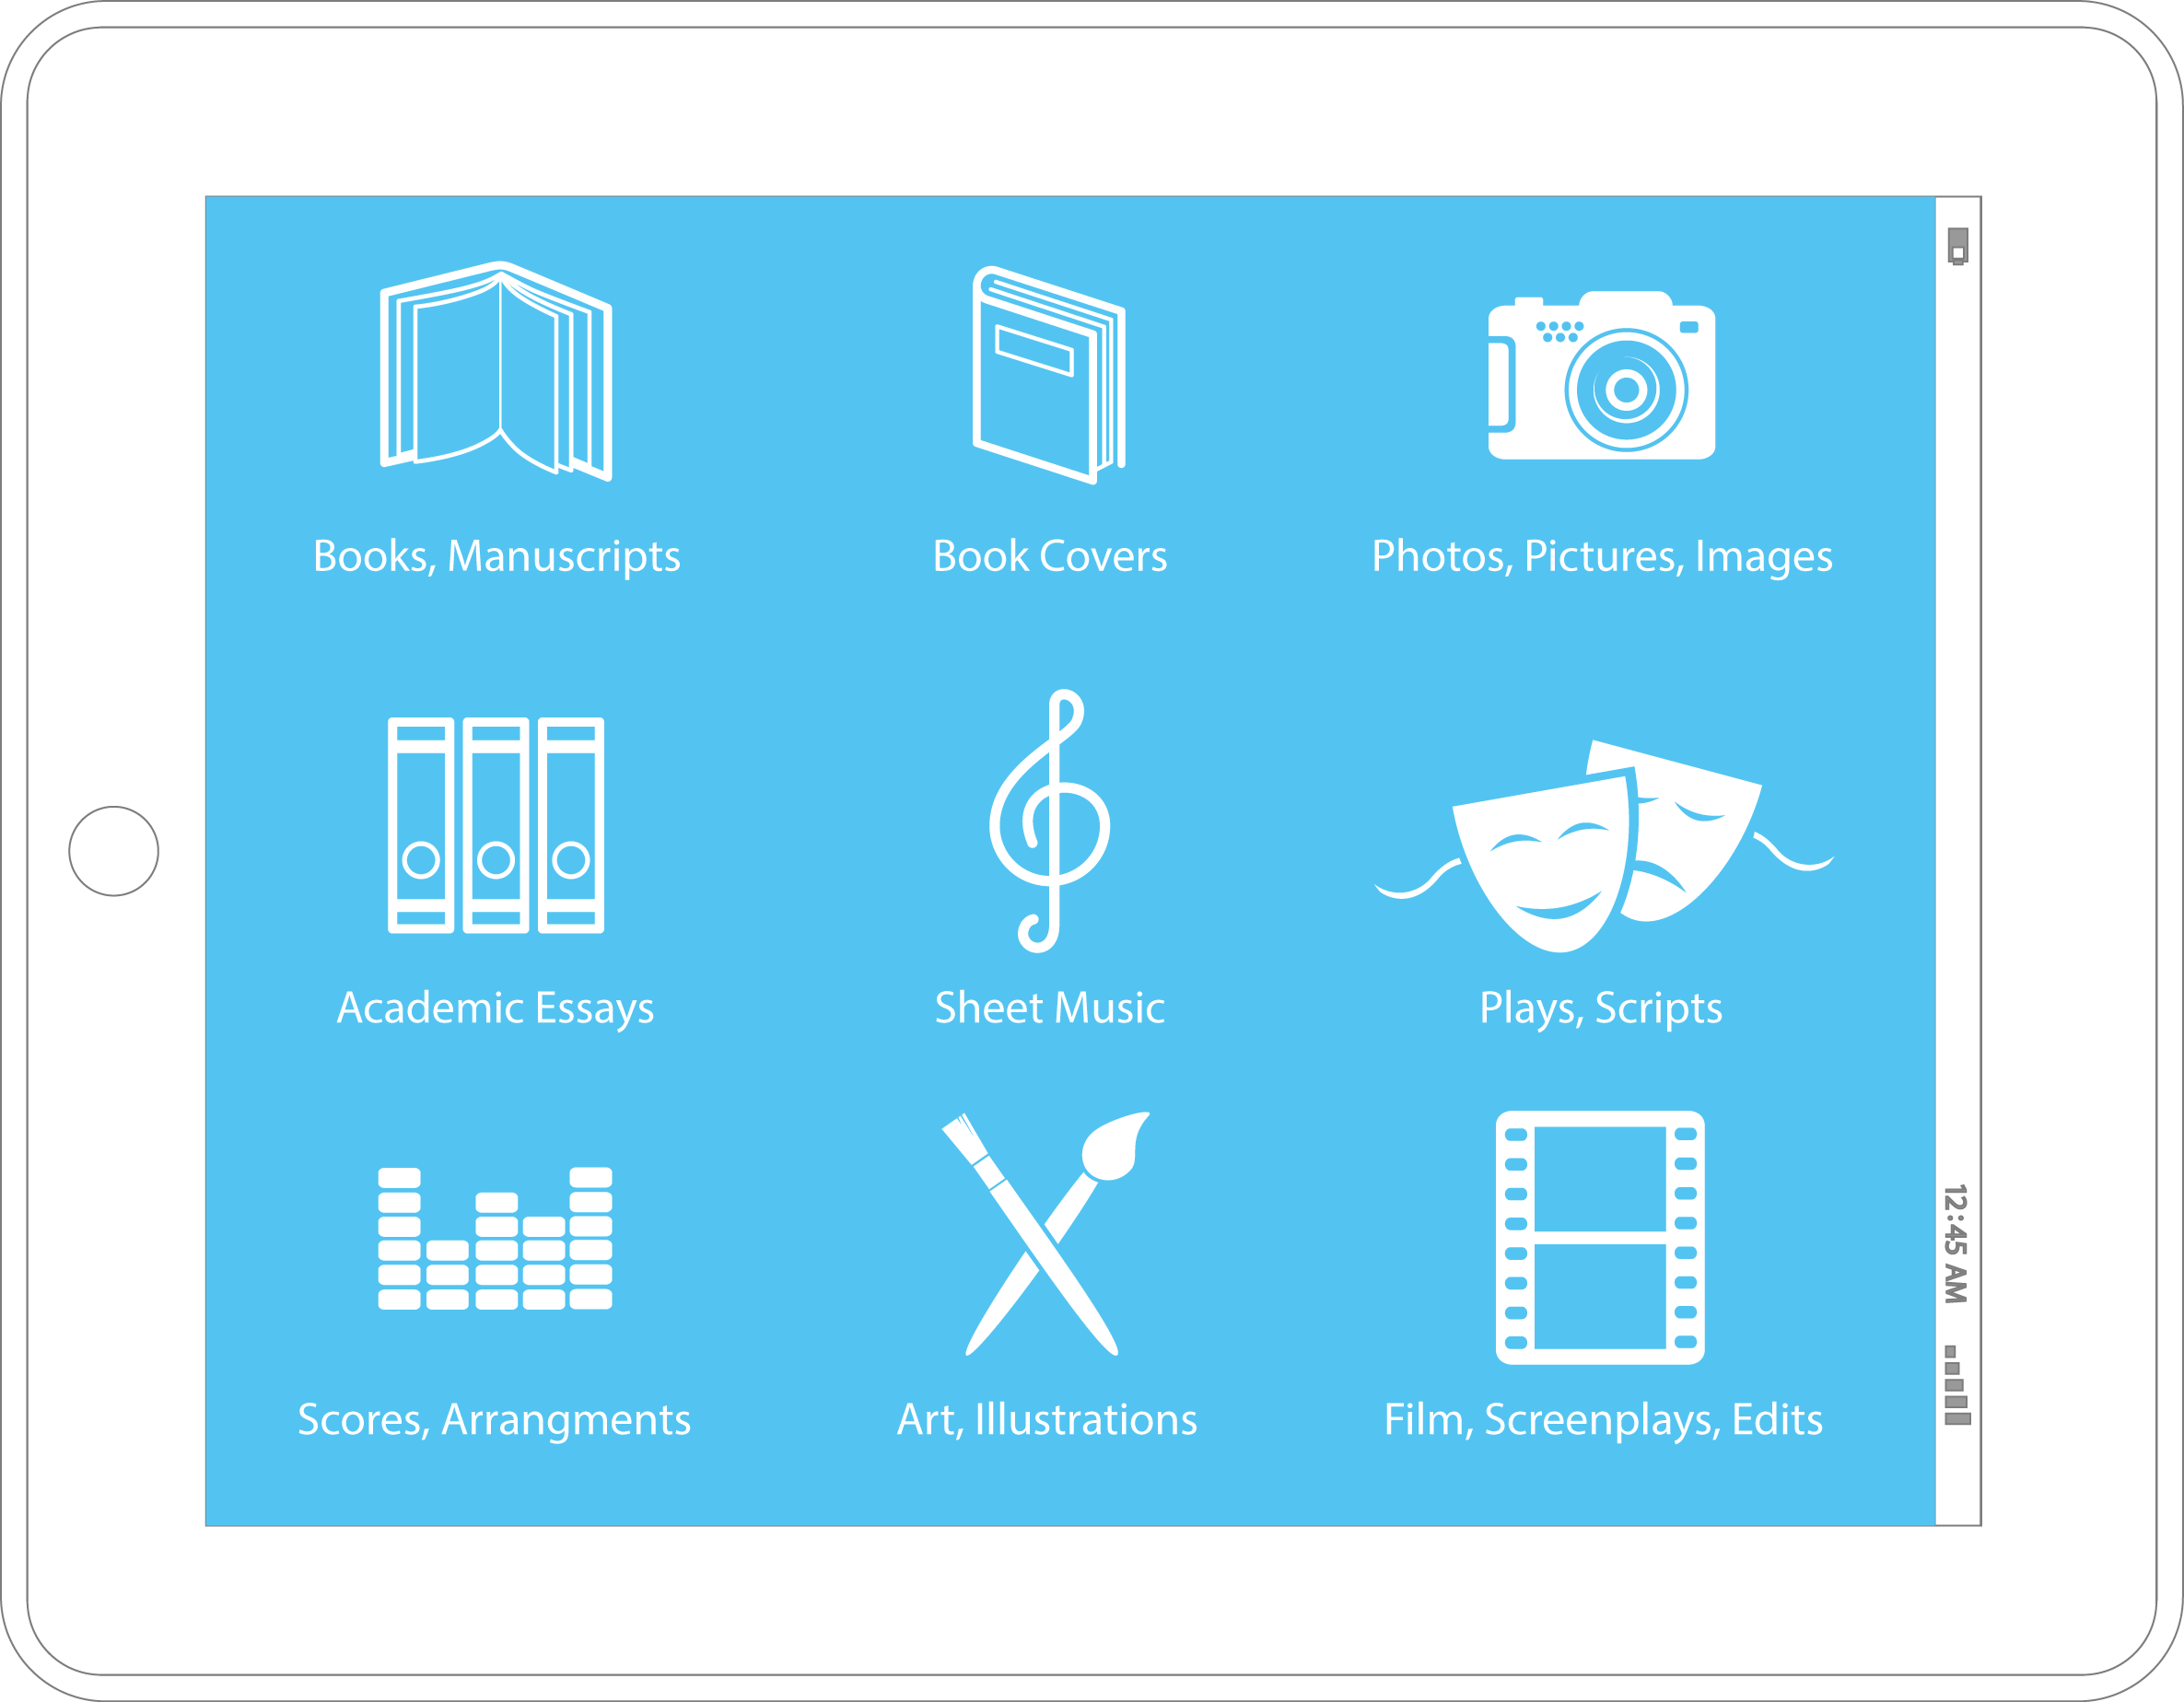 Books, Manuscripts
Book Covers
Photos, Pictures, Images
Academic Essays
Sheet Music
Plays, Scripts
Scores, Arrangments
Art, Illustrations
Film, Screenplays, Edits
12:45 AM